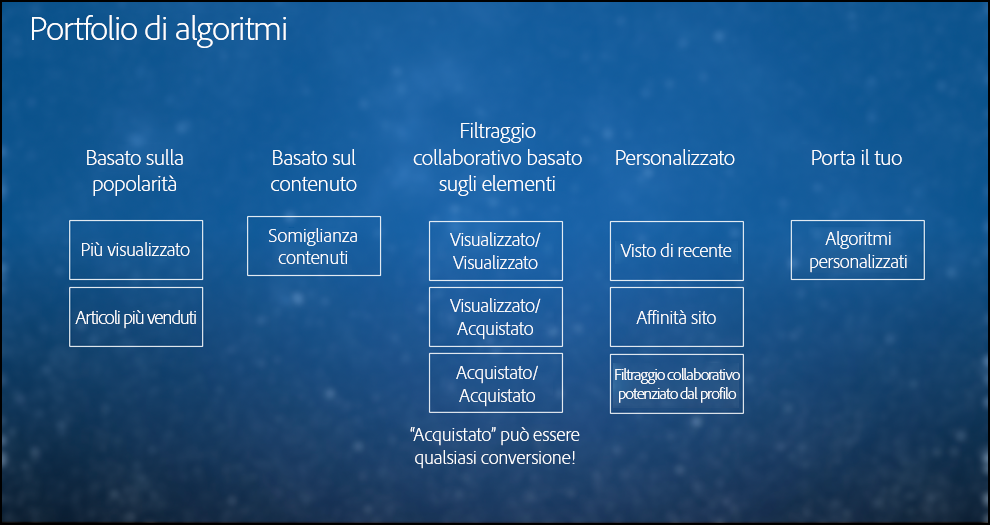 Portfolio di algoritmi
Basato sulla
popolarità
Più visualizzato
Articoli più venduti
Basato sul
contenuto
Somiglianza
contenuti
Filtraggio
collaborativo basato
sugli elementi
Visualizzato/
Visualizzato
Visualizzato/
Acquistato
Acquistato/
Acquistato
“Acquistato” può essere
qualsiasi conversione!
Personalizzato
Visto di recente
Affinità sito
Filtraggio collaborativo
potenziato dal profilo
Porta il tuo
Algoritmi
personalizzati